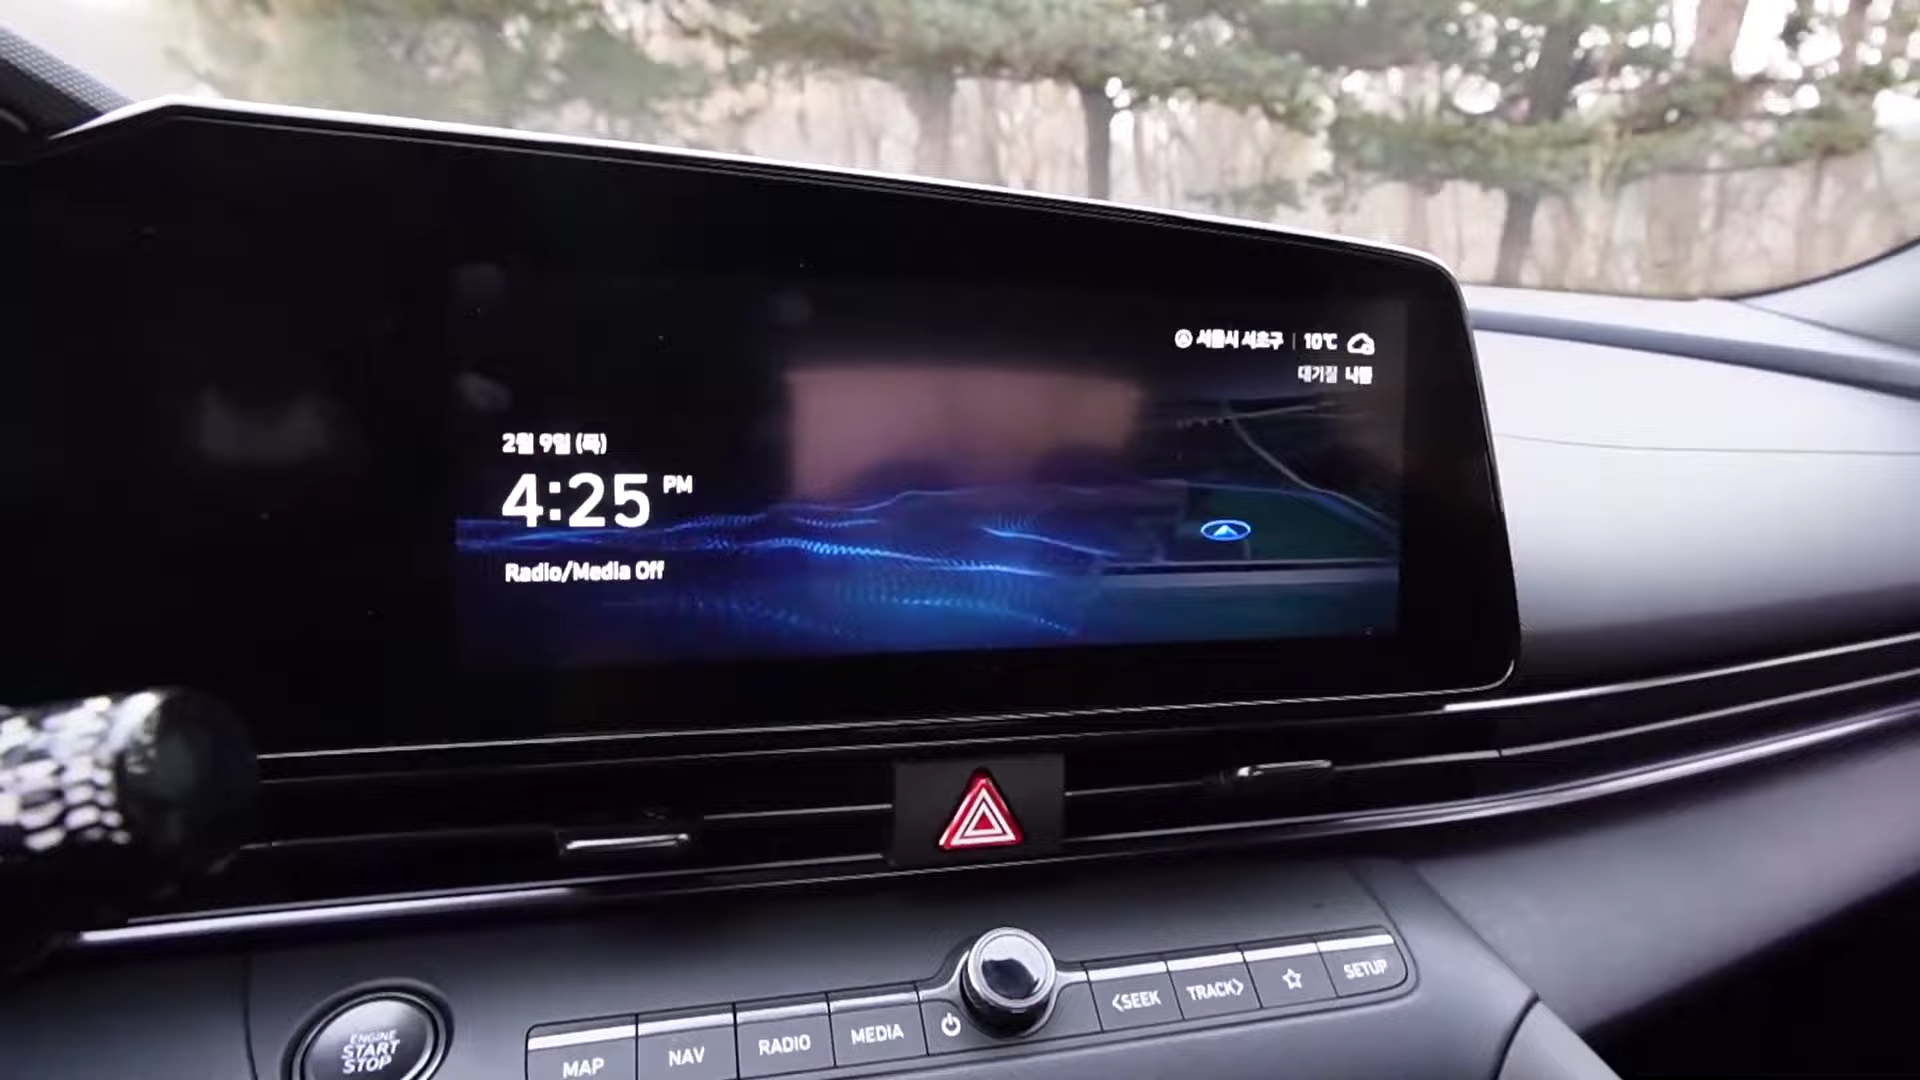 서울시 서초구 | 10℃
대기질 나쁨
2월 9일 (목)
4:25 PM
Radio/Media Off
ENGINE
START
STOP
MAP
NAV
RADIO
MEDIA
<SEEK
TRACK>
SETUP